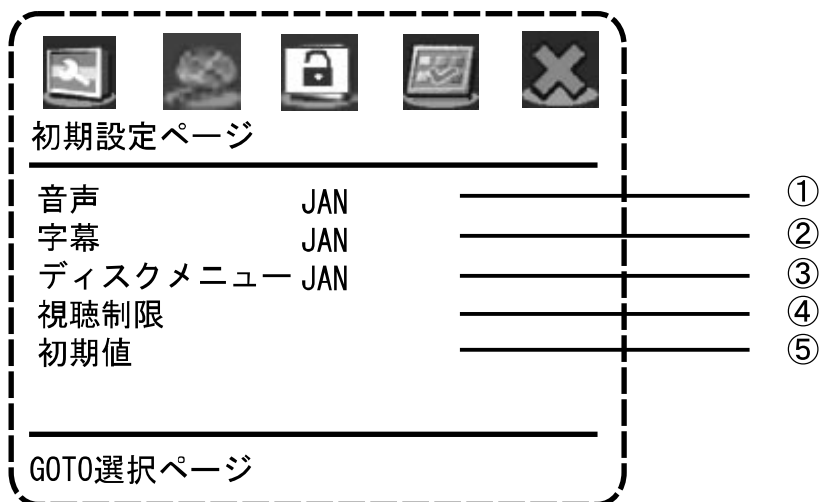 初期設定ページ
音声 JAN ①
字幕 JAN ②
ディスクメニュー JAN ③
視聴制限 ④
初期値 ⑤
GOTO選択ページ